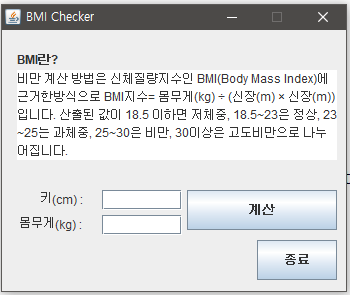 BMI Checker
BMI란?
비만 계산 방법은 신체질량지수인 BMI(Body Mass Index)에
근거한방식으로 BMI지수= 몸무게(kg) ÷ (신장(m) × 신장(m))
입니다. 산출된 값이 18.5 이하면 저체중, 18.5~23은 정상, 23
~25는 과체중, 25~30은 비만, 30이상은 고도비만으로 나누
어집니다.
키(cm) :
계산
몸무게(kg) :
종료